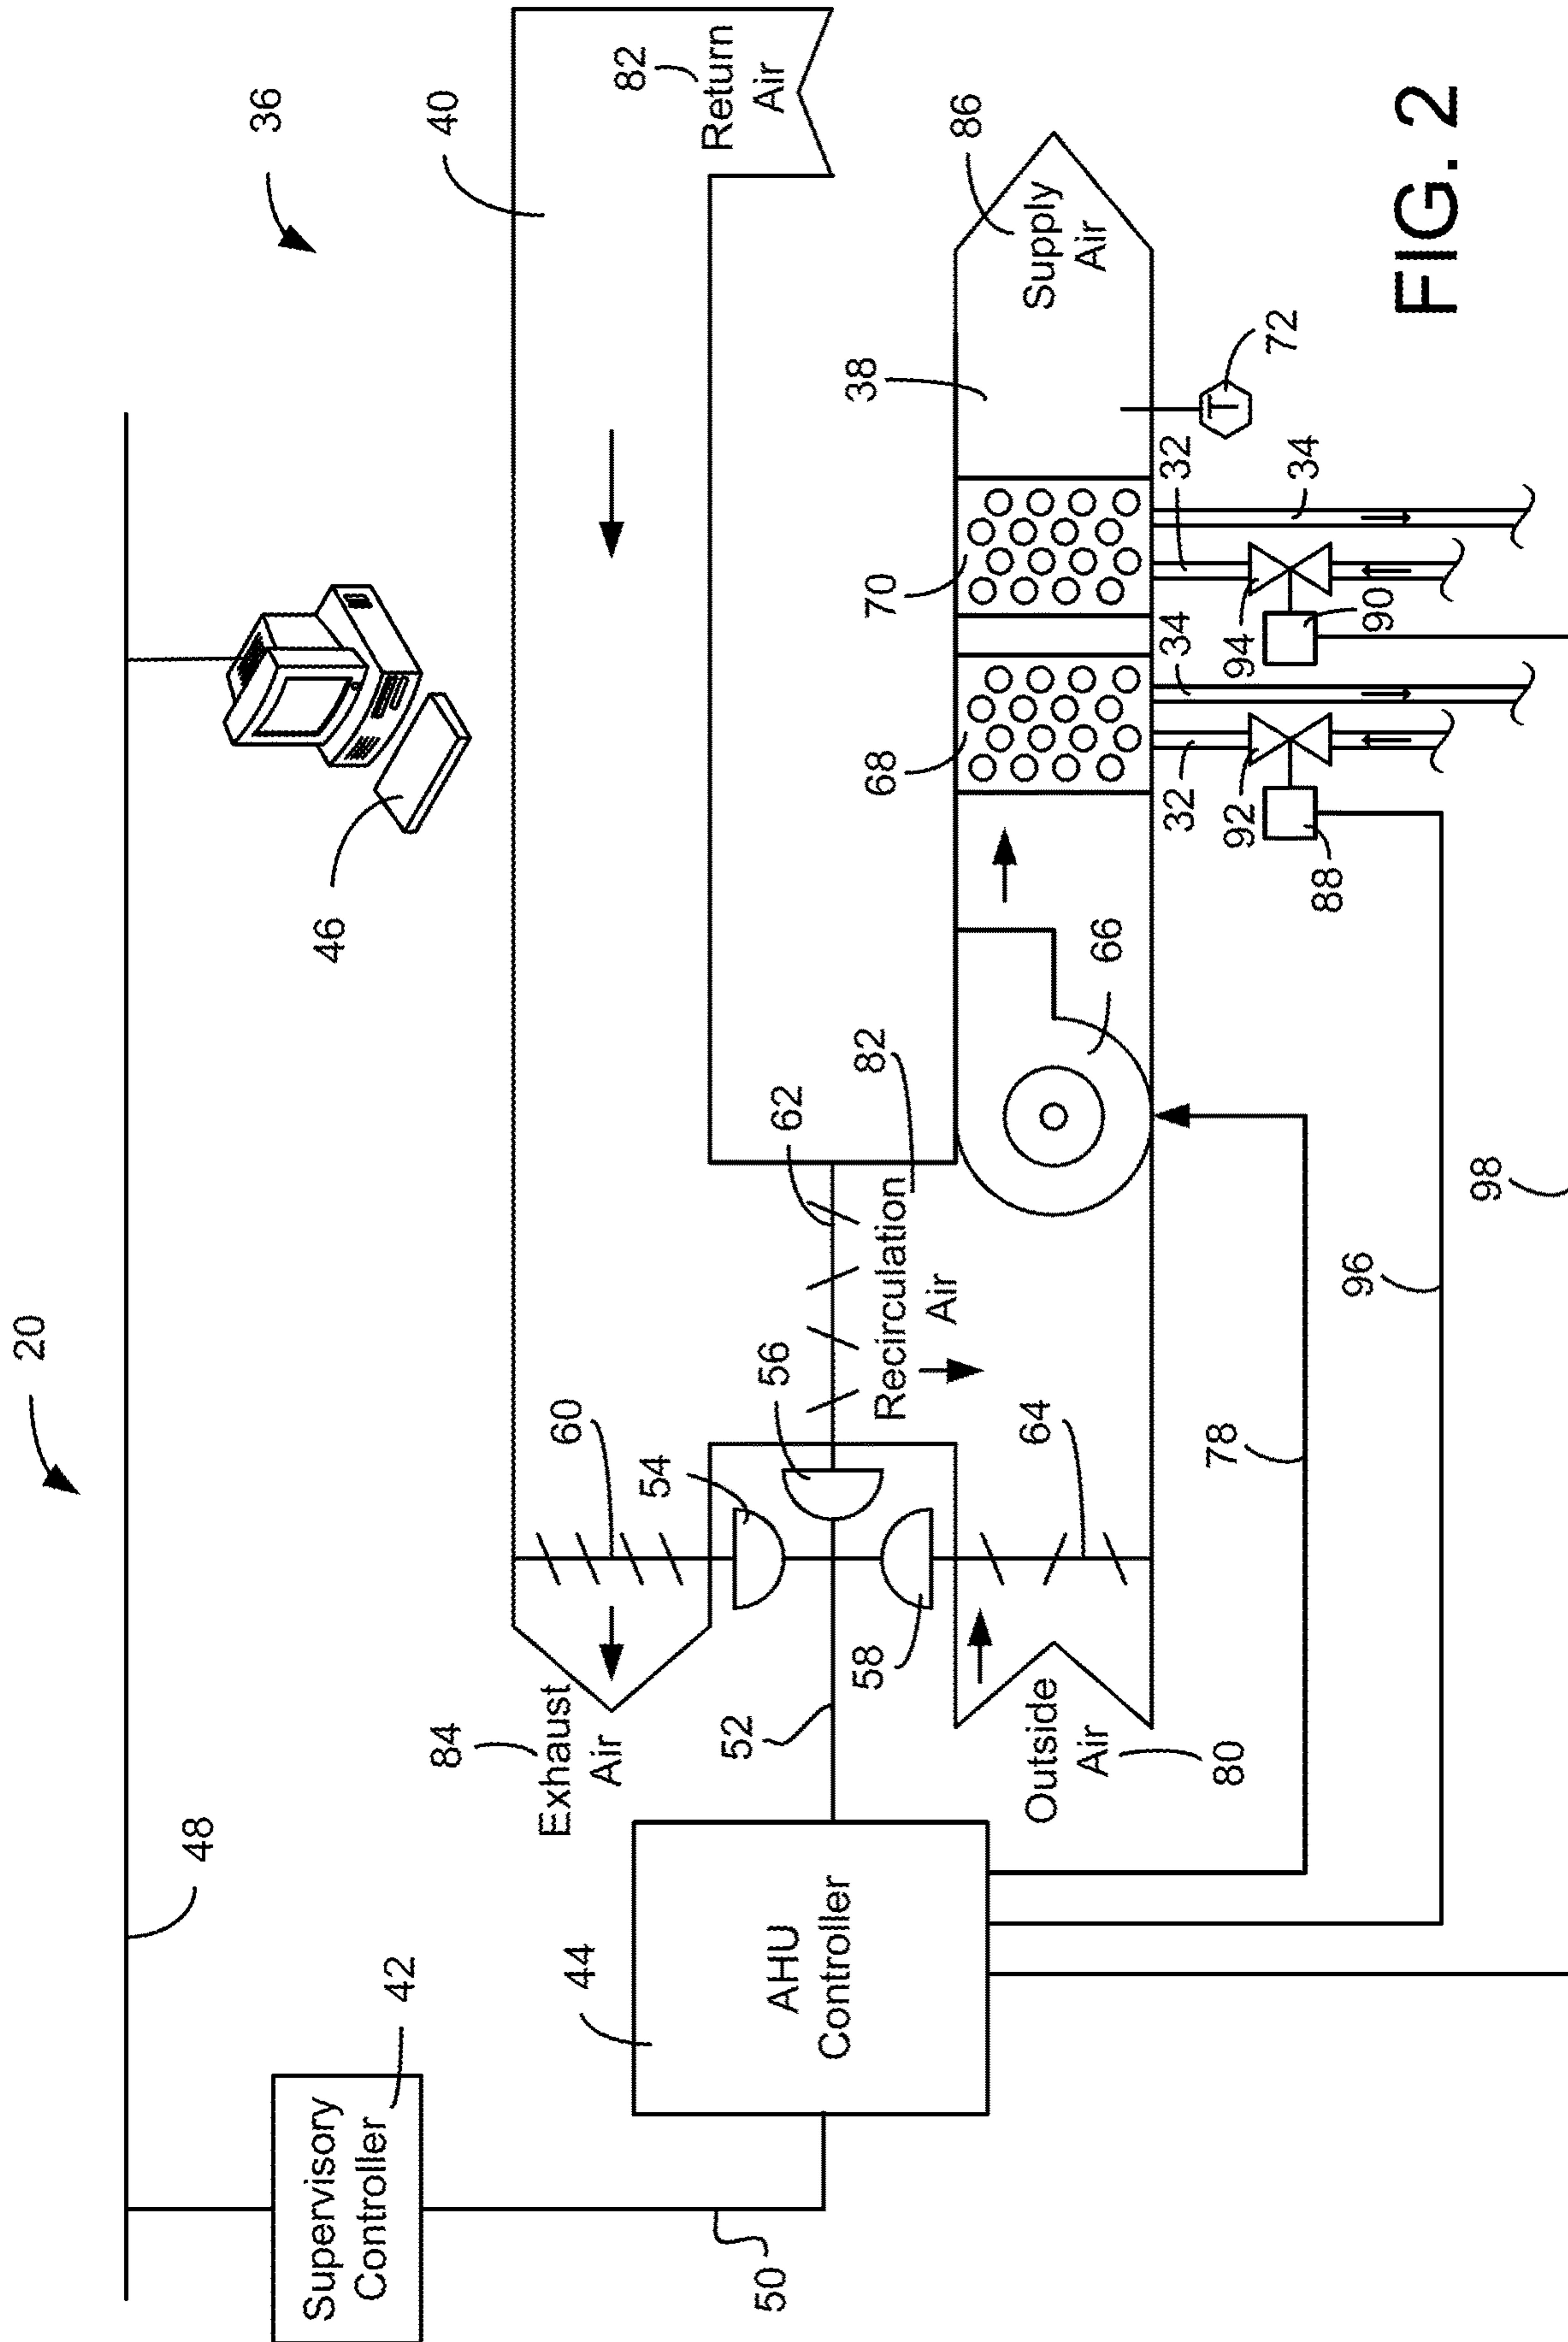 20
36
48
46
40
Supervisory
Controller
42
50
84
Exhaust
Air
60
54
56
62
82
Return
Air
44
AHU
Controller
52
58
Recirculation
Air
82
Outside
Air
80
64
66
68
70
38
Supply
Air
86
78
32
34
32
34
T
72
92
94
88
90
96
98
FIG. 2